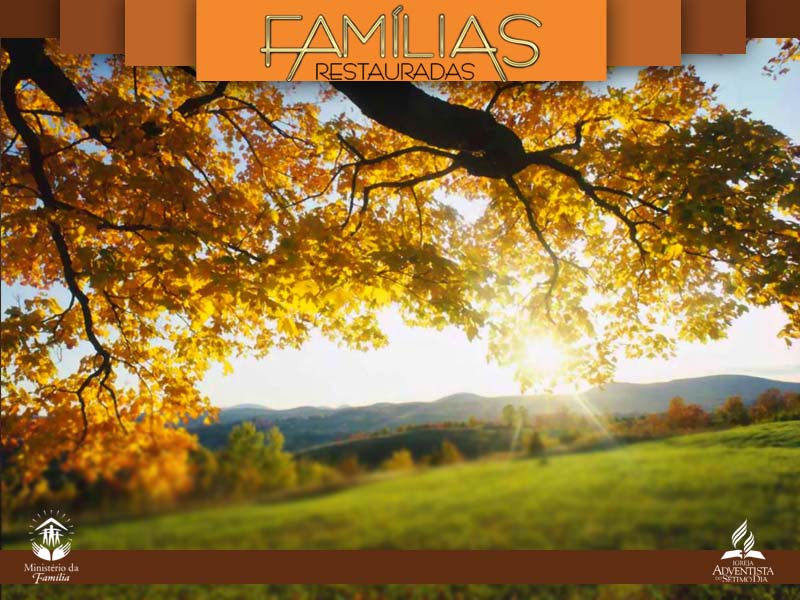 FAMÍLIAS
RESTAURADAS
Ministério da
Família
IGREJA
ADVENTISTA
DO SÉTIMO DIA